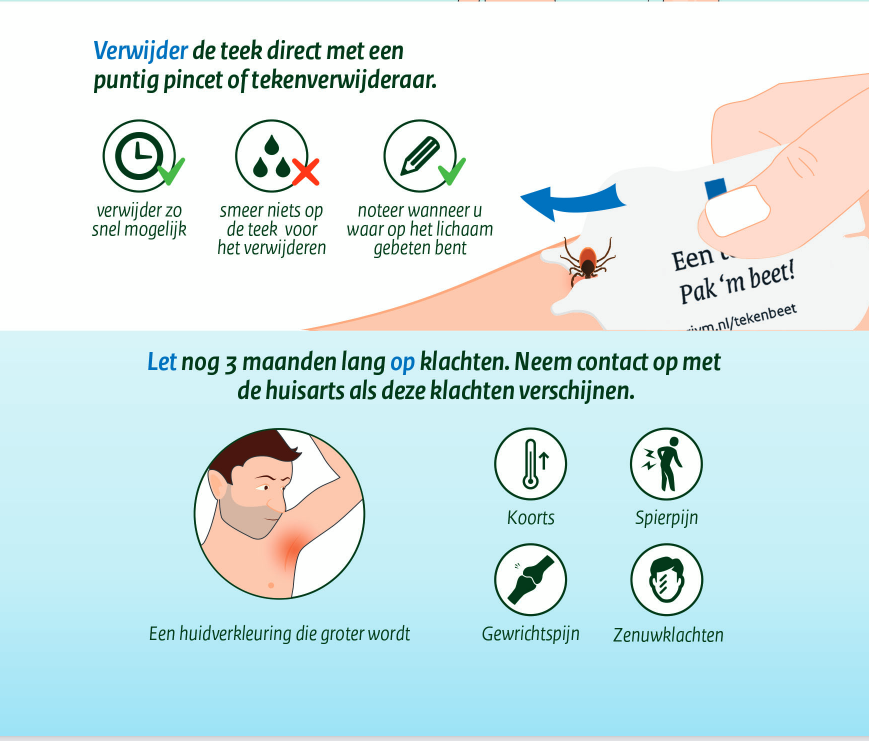 Verwijder de teek direct met een
puntig pincet of tekenverwijderaar.
verwijder zo
snel mogelijk
smeer niets op
de teek voor
het verwijderen
noteer wanneer u
waar op het lichaam
gebeten bent
Een
Pak ‘m beet!
rivm.nl/tekenbeet
Let nog 3 maanden lang op klachten. Neem contact op met
de huisarts als deze klachten verschijnen.
Een huidverkleuring die groter wordt
Koorts
Spierpijn
Gewrichtspijn
Zenuwklachten